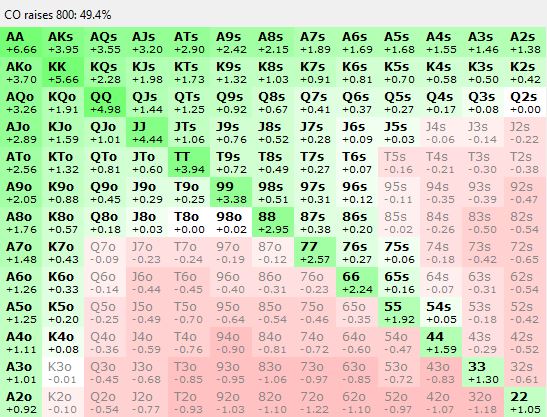 CO raises 800: 49.4%
AA AKs AQs AJs ATs A9s A8s A7s A6s A5s A4s A3s A2s
+6.66 +3.95 +3.55 +3.20 +2.90 +2.42 +2.15 +1.89 +1.69 +1.68 +1.55 +1.46 +1.38
AKo KK KQs KJs KTs K9s K8s K7s K6s K5s K4s K3s K2s
+3.70 +5.66 +2.28 +1.98 +1.73 +1.32 +1.03 +0.91 +0.81 +0.70 +0.58 +0.50 +0.42
AQo KQo QQ QJs QTs Q9s Q8s Q7s Q6s Q5s Q4s Q3s Q2s
+3.26 +1.91 +4.98 +1.44 +1.25 +0.92 +0.67 +0.41 +0.37 +0.27 +0.17 +0.08 +0.00
AJo KJo QJo JJ JTs J9s J8s J7s J6s J5s J4s J3s J2s
+2.89 +1.59 +1.01 +4.44 +1.06 +0.76 +0.52 +0.28 +0.09 +0.03 -0.06 -0.14 -0.22
ATo KTo QTo JTo TT T9s T8s T7s T6s T5s T4s T3s T2s
+2.56 +1.32 +0.81 +0.60 +3.94 +0.72 +0.49 +0.27 +0.07 -0.16 -0.21 -0.30 -0.38
A9o K9o Q9o J9o T9o 99 98s 97s 96s 95s 94s 93s 92s
+2.05 +0.88 +0.45 +0.29 +0.25 +3.38 +0.51 +0.31 +0.12 -0.11 -0.35 -0.39 -0.47
A8o K8o Q8o J8o T8o 98o 88 87s 86s 85s 84s 83s 82s
+1.76 +0.57 +0.18 +0.03 +0.00 +0.02 +2.95 +0.38 +0.20 -0.02 -0.26 -0.50 -0.54
A7o K7o Q7o J7o T7o 97o 87o 77 76s 75s 74s 73s 72s
+1.48 +0.43 -0.09 -0.23 -0.24 -0.19 -0.12 +2.57 +0.27 +0.06 -0.18 -0.42 -0.65
A6o K6o Q6o J6o T6o 96o 86o 76o 66 65s 64s 63s 62s
+1.26 +0.33 -0.14 -0.44 -0.45 -0.40 -0.31 -0.23 +2.24 +0.16 -0.07 -0.31 -0.54
A5o K5o Q5o J5o T5o 95o 85o 75o 65o 55 54s 53s 52s
+1.25 +0.20 -0.25 -0.49 -0.70 -0.64 -0.54 -0.46 -0.35 +1.92 +0.05 -0.18 -0.42
A4o K4o Q4o J4o T4o 94o 84o 74o 64o 54o 44 43s 42s
+1.11 +0.08 -0.36 -0.59 -0.76 -0.90 -0.81 -0.72 -0.60 -0.47 +1.59 -0.29 -0.52
A3o K3o Q3o J3o T3o 93o 83o 73o 63o 53o 43o 33 32s
+1.01 -0.01 -0.45 -0.68 -0.85 -0.95 -1.06 -0.97 -0.85 -0.72 -0.83 +1.30 -0.61
A2o K2o Q2o J2o T2o 92o 82o 72o 62o 52o 42o 32o 22
+0.92 -0.10 -0.54 -0.77 -0.93 -1.03 -1.10 -1.22 -1.10 -0.97 -1.07 -1.18 +1.05